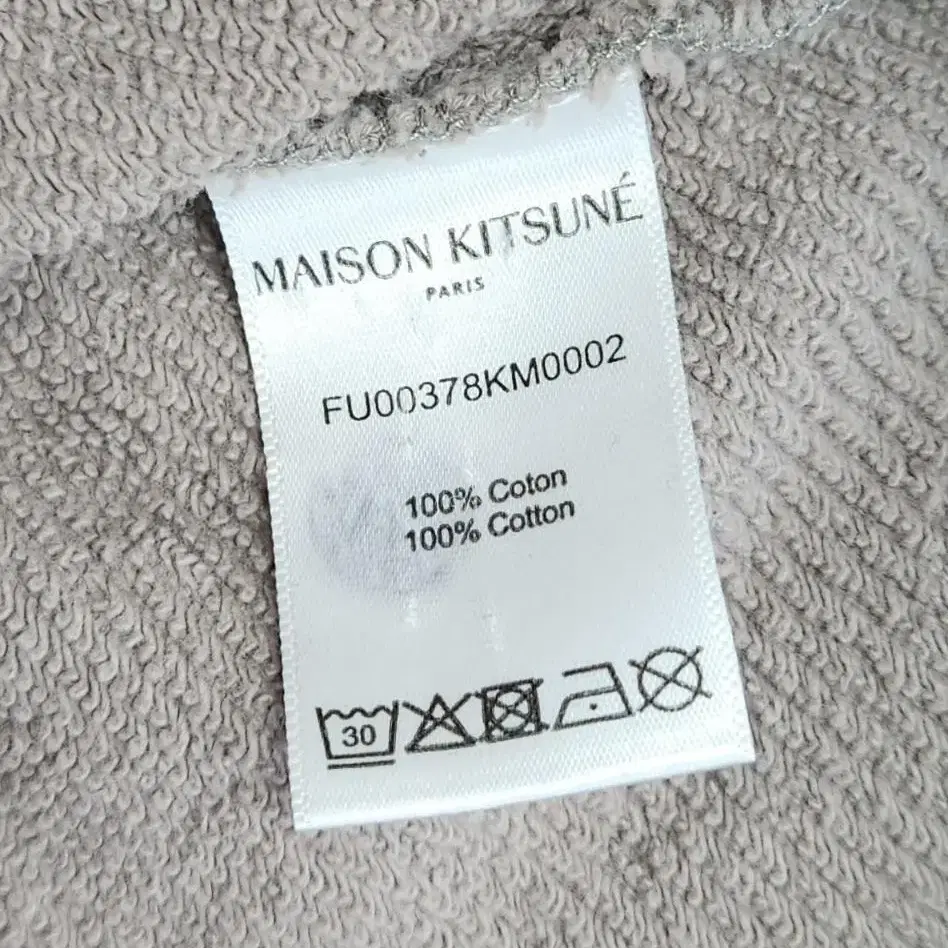 MAISON KITSUNÉ
PARIS
FU00378KM0002
100% Coton
100% Cotton
30